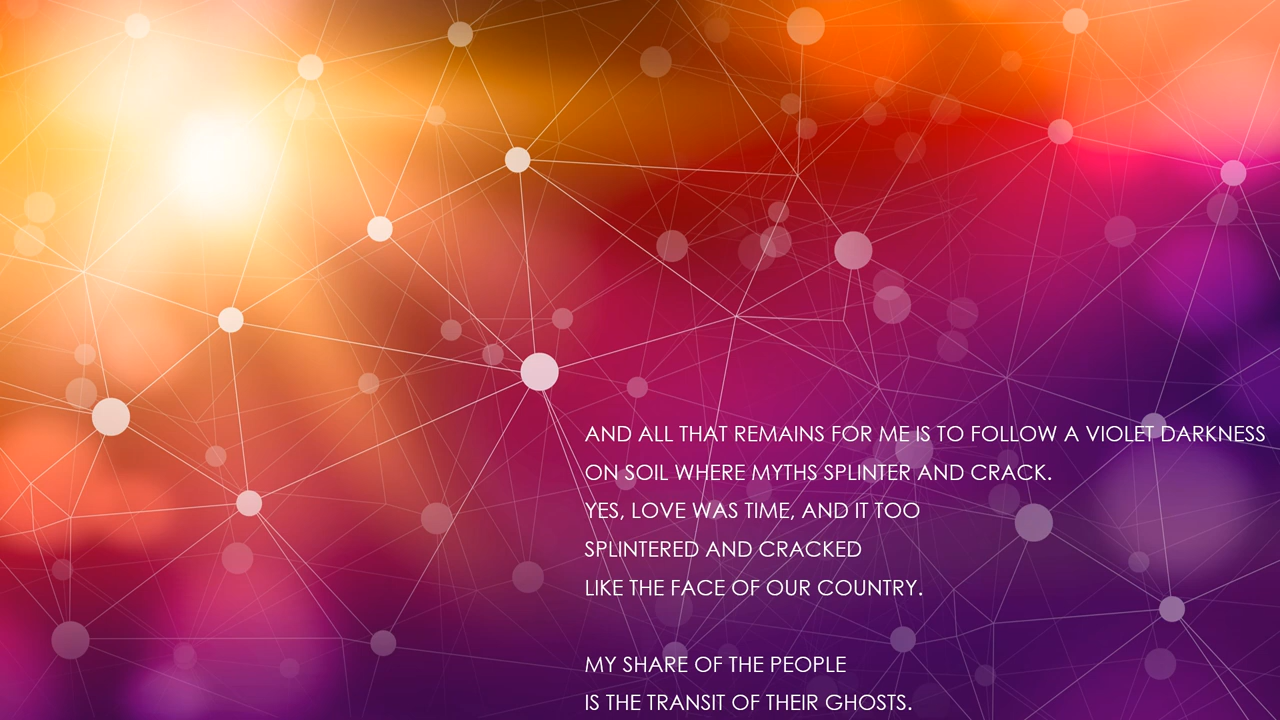 AND ALL THAT REMAINS FOR ME IS TO FOLLOW A VIOLET DARKNESS
ON SOIL WHERE MYTHS SPLINTER AND CRACK.
YES, LOVE WAS TIME, AND IT TOO
SPLINTERED AND CRACKED
LIKE THE FACE OF OUR COUNTRY.
MY SHARE OF THE PEOPLE
IS THE TRANSIT OF THEIR GHOSTS.